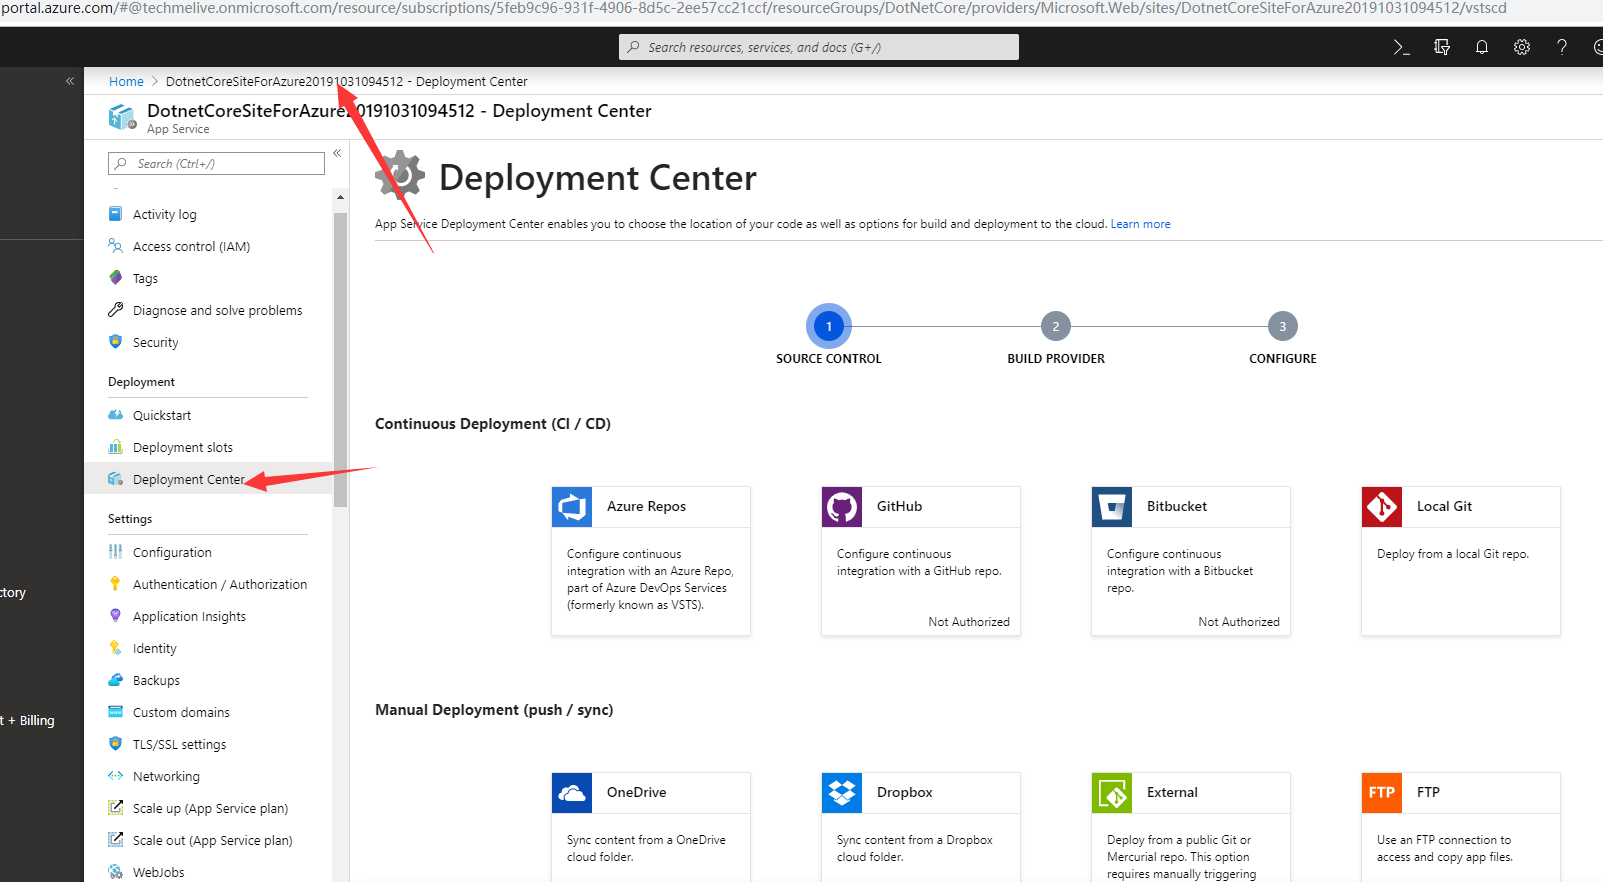 portal.azure.com/#@techmelive.onmicrosoft.com/resource/subscriptions/5feb9c96-931f-4906-8d5c-2ee57cc21ccf/resourceGroups/DotNetCore/providers/Microsoft.Web/sites/DotnetCoreSiteForAzure20191031094512/vstscd
Search resources, services, and docs (G+/)
Home > DotnetCoreSiteForAzure20191031094512 - Deployment Center
DotnetCoreSiteForAzure20191031094512 - Deployment Center
App Service
Search (Ctrl+/)
Activity log
Access control (IAM)
Tags
Diagnose and solve problems
Security
Deployment
Quickstart
Deployment slots
Deployment Center
Settings
Configuration
Authentication / Authorization
Application Insights
Identity
Backups
Custom domains
TLS/SSL settings
Networking
Scale up (App Service plan)
Scale out (App Service plan)
WebJobs
ctory
t + Billing
Deployment Center
App Service Deployment Center enables you to choose the location of your code as well as options for build and deployment to the cloud. Learn more
1 2 3
SOURCE CONTROL BUILD PROVIDER CONFIGURE
Continuous Deployment (CI / CD)
Azure Repos
Configure continuous
integration with an Azure Repo,
part of Azure DevOps Services
(formerly known as VSTS).
GitHub
Configure continuous
integration with a GitHub repo.
Not Authorized
Bitbucket
Configure continuous
integration with a Bitbucket
repo.
Not Authorized
Local Git
Deploy from a local Git repo.
Manual Deployment (push / sync)
OneDrive
Sync content from a OneDrive
cloud folder.
Dropbox
Sync content from a Dropbox
cloud folder.
External
Deploy from a public Git or
Mercurial repo. This option
requires manually triggering
FTP FTP
Use an FTP connection to
access and copy app files.